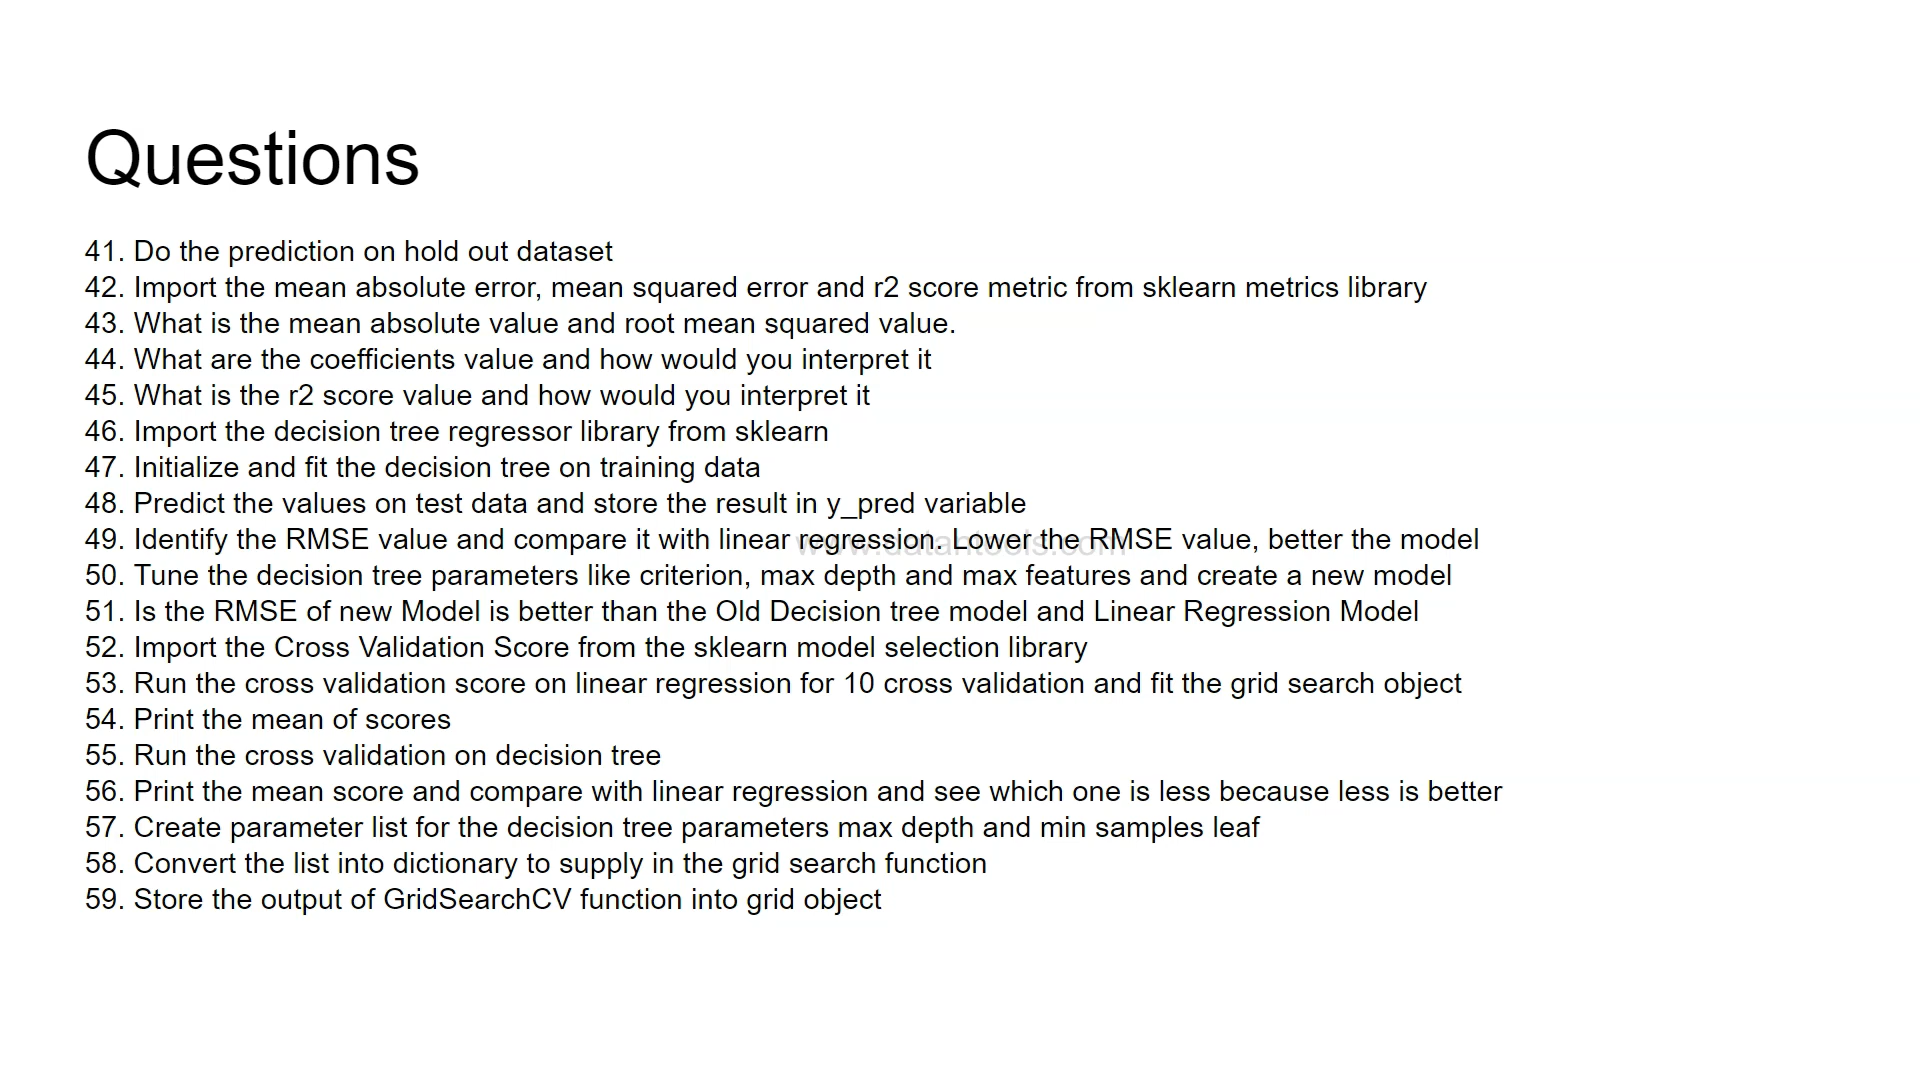 Questions
41. Do the prediction on hold out dataset
42. Import the mean absolute error, mean squared error and r2 score metric from sklearn metrics library
43. What is the mean absolute value and root mean squared value.
44. What are the coefficients value and how would you interpret it
45. What is the r2 score value and how would you interpret it
46. Import the decision tree regressor library from sklearn
47. Initialize and fit the decision tree on training data
48. Predict the values on test data and store the result in y_pred variable
49. Identify the RMSE value and compare it with linear regression. Lower the RMSE value, better the model
www.datahtools.com
50. Tune the decision tree parameters like criterion, max depth and max features and create a new model
51. Is the RMSE of new Model is better than the Old Decision tree model and Linear Regression Model
52. Import the Cross Validation Score from the sklearn model selection library
53. Run the cross validation score on linear regression for 10 cross validation and fit the grid search object
54. Print the mean of scores
55. Run the cross validation on decision tree
56. Print the mean score and compare with linear regression and see which one is less because less is better
57. Create parameter list for the decision tree parameters max depth and min samples leaf
58. Convert the list into dictionary to supply in the grid search function
59. Store the output of GridSearchCV function into grid object